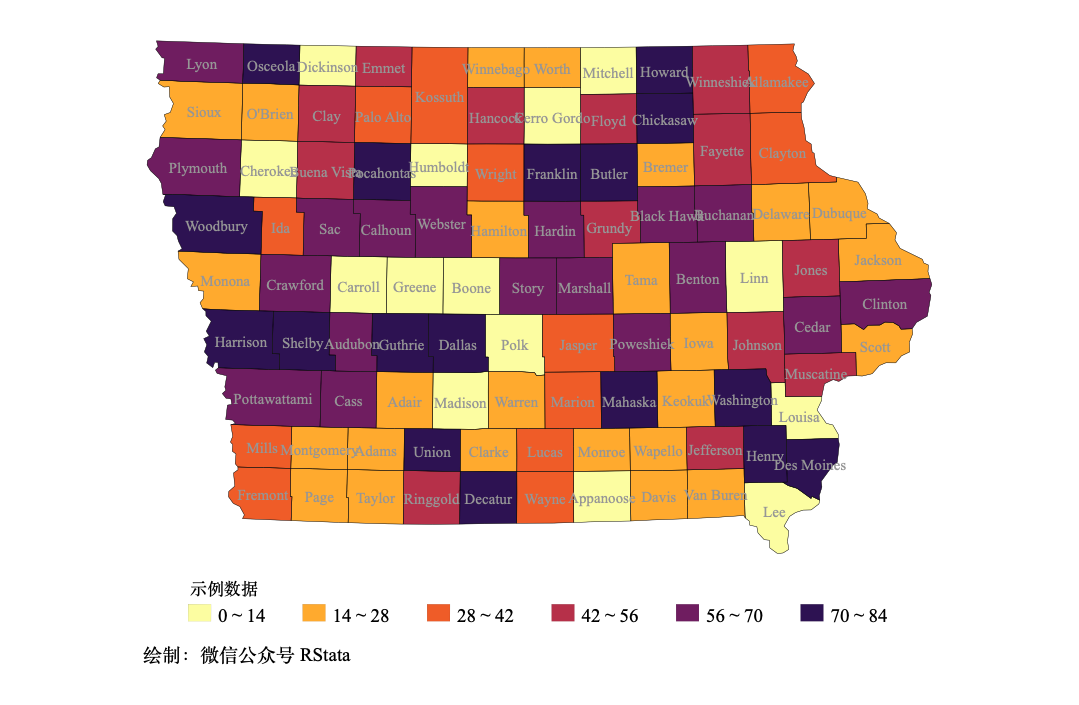 Lyon Osceola Dickinson Emmet Kossuth Winnebago Worth Mitchell Howard Winneshiek Allamakee
Sioux O'Brien Clay Palo Alto Hancock Cerro Gordo Floyd Chickasaw Fayette Clayton
Plymouth Cherokee Buena Vista Pocahontas Humboldt Wright Franklin Butler Bremer
Woodbury Ida Sac Calhoun Webster Hamilton Hardin Grundy Black Hawk Buchanan Delaware Dubuque
Monona Crawford Carroll Greene Boone Story Marshall Tama Benton Linn Jones Jackson
Clinton
Harrison Shelby Audubon Guthrie Dallas Polk Jasper Poweshiek Iowa Johnson Cedar Scott
Muscatine
Pottawattami Cass Adair Madison Warren Marion Mahaska Keokuk Washington Louisa
Mills Montgomery Adams Union Clarke Lucas Monroe Wapello Jefferson Henry Des Moines
Fremont Page Taylor Ringgold Decatur Wayne Appanoose Davis Van Buren Lee
示例数据
0 ~ 14 14 ~ 28 28 ~ 42 42 ~ 56 56 ~ 70 70 ~ 84
绘制：微信公众号 RStata